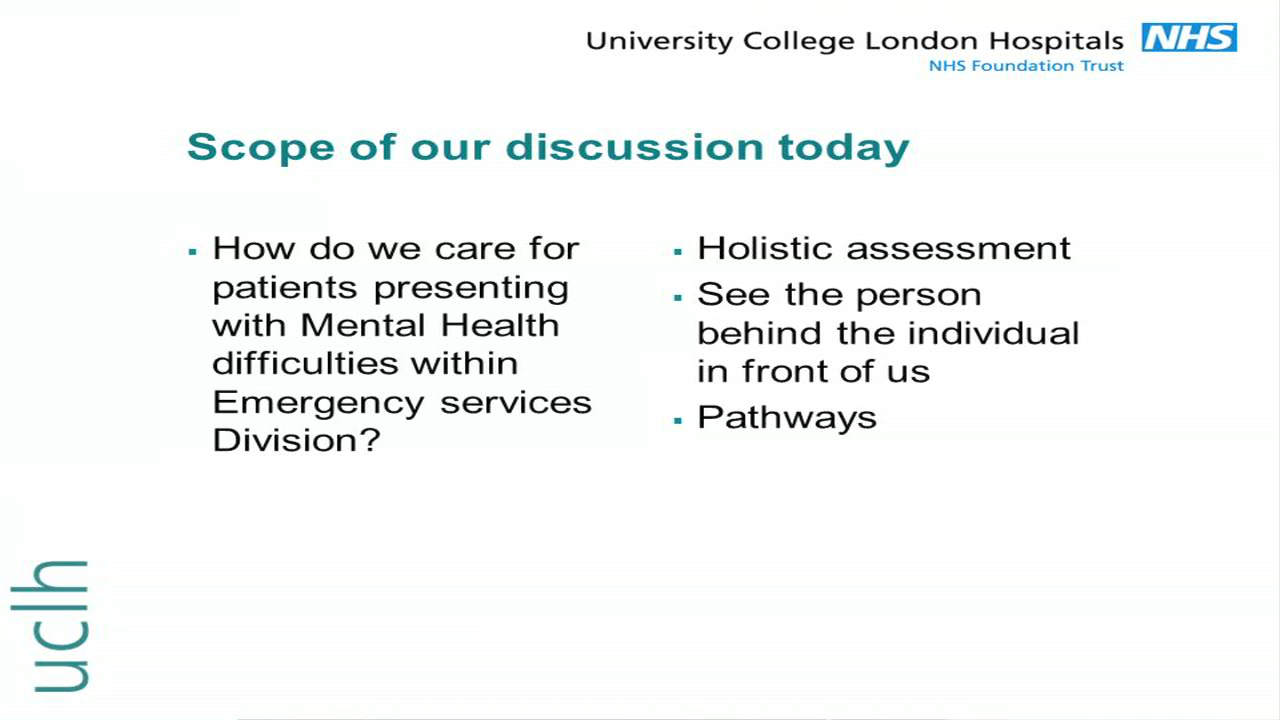 University College London Hospitals NHS
NHS Foundation Trust
Scope of our discussion today
▪ How do we care for
patients presenting
with Mental Health
difficulties within
Emergency services
Division?
▪ Holistic assessment
▪ See the person
behind the individual
in front of us
▪ Pathways
uclh